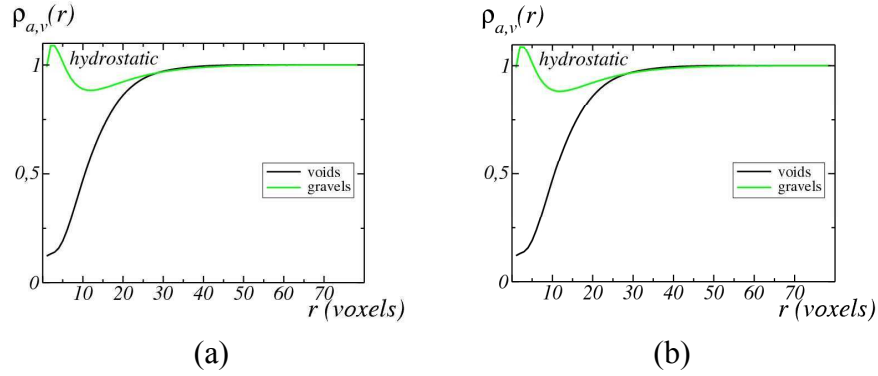 ρa,v(r)
hydrostatic
1
0,5
0
voids
gravels
10 20 30 40 50 60 70
r (voxels)
(a)
ρa,v(r)
hydrostatic
1
0,5
0
voids
gravels
10 20 30 40 50 60 70
r (voxels)
(b)